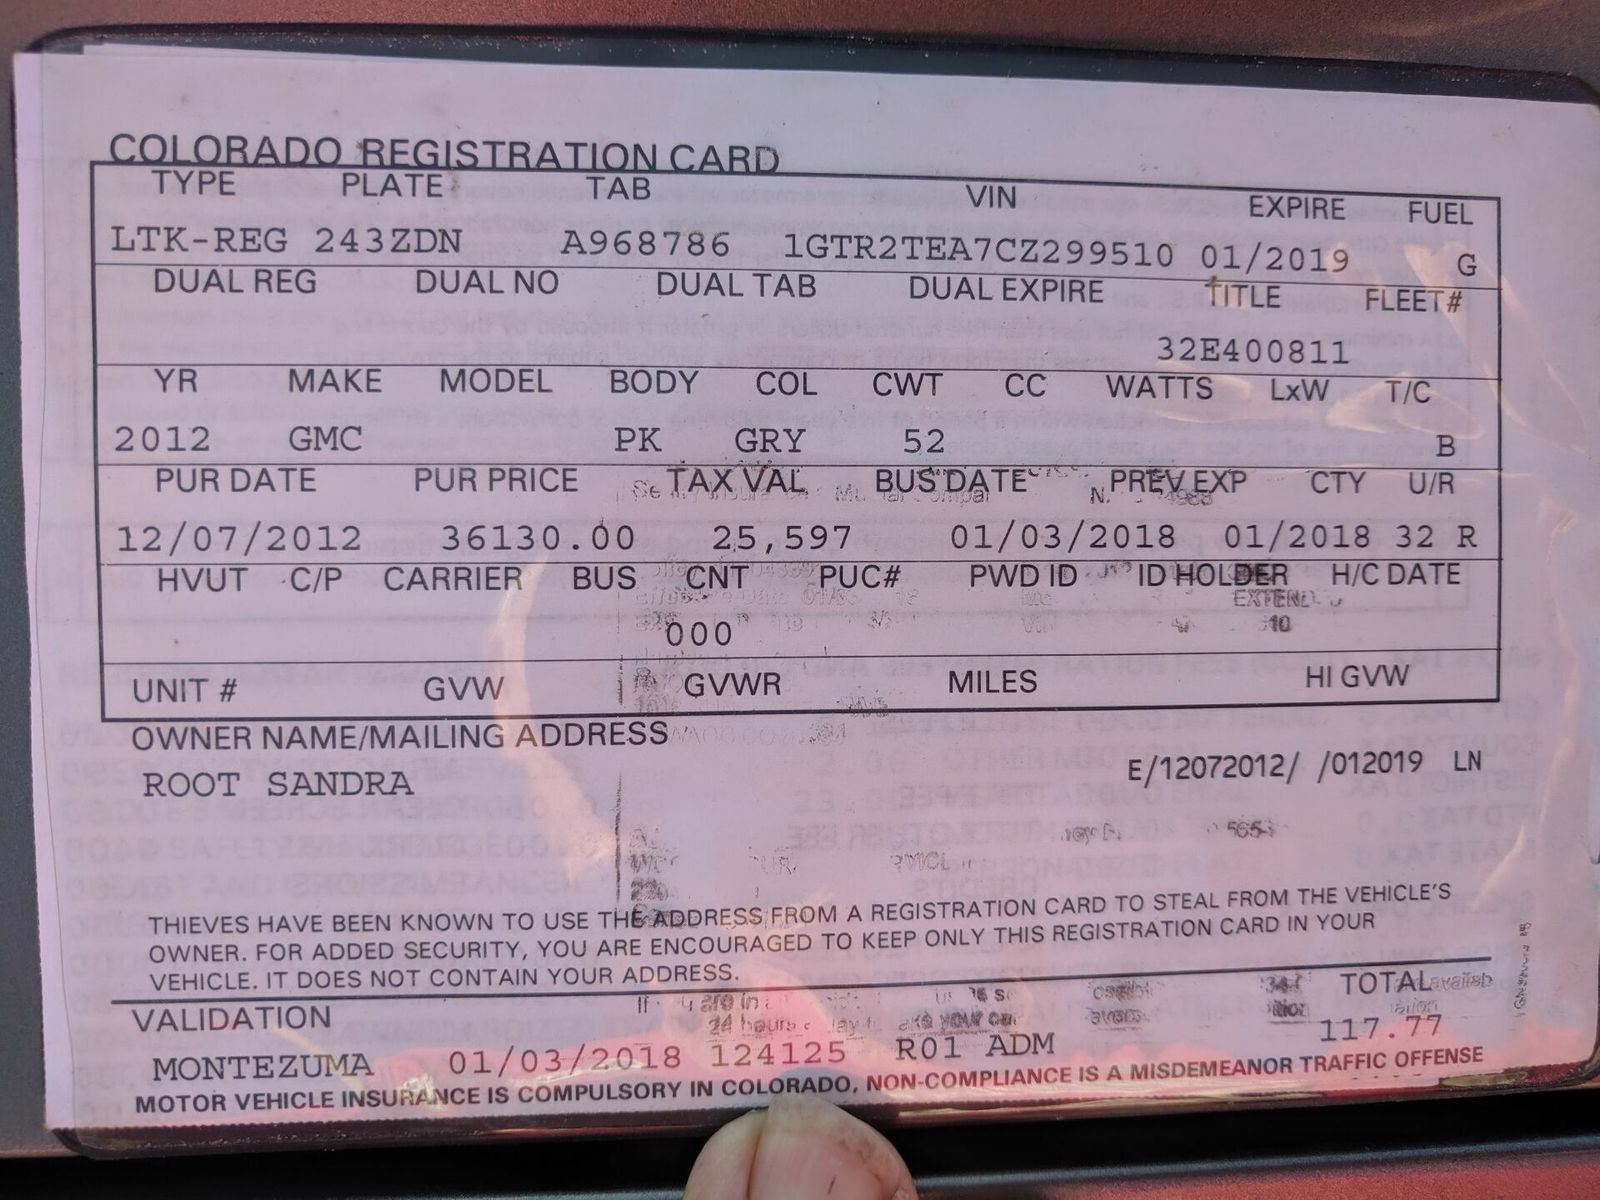 COLORADO REGISTRATION CARD
TYPE PLATE TAB VIN EXPIRE FUEL
LTK-REG 243ZDN A968786 1GTR2TEA7CZ299510 01/2019 G
DUAL REG DUAL NO DUAL TAB DUAL EXPIRE TITLE FLEET#
32E400811
YR MAKE MODEL BODY COL CWT CC WATTS LxW T/C
2012 GMC PK GRY 52 B
PUR DATE PUR PRICE TAX VAL BUS DATE PREV EXP CTY U/R
12/07/2012 36130.00 25,597 01/03/2018 01/2018 32 R
HVUT C/P CARRIER BUS CNT PUC# PWD ID ID HOLDER H/C DATE
000
UNIT # GVW GVWR MILES HI GVW
OWNER NAME/MAILING ADDRESS
E/12072012/ /012019 LN
ROOT SANDRA
THIEVES HAVE BEEN KNOWN TO USE THE ADDRESS FROM A REGISTRATION CARD TO STEAL FROM THE VEHICLE'S
OWNER. FOR ADDED SECURITY, YOU ARE ENCOURAGED TO KEEP ONLY THIS REGISTRATION CARD IN YOUR
VEHICLE. IT DOES NOT CONTAIN YOUR ADDRESS.
VALIDATION TOTAL
MONTEZUMA 01/03/2018 124125 R01 ADM 117.77
MOTOR VEHICLE INSURANCE IS COMPULSORY IN COLORADO, NON-COMPLIANCE IS A MISDEMEANOR TRAFFIC OFFENSE